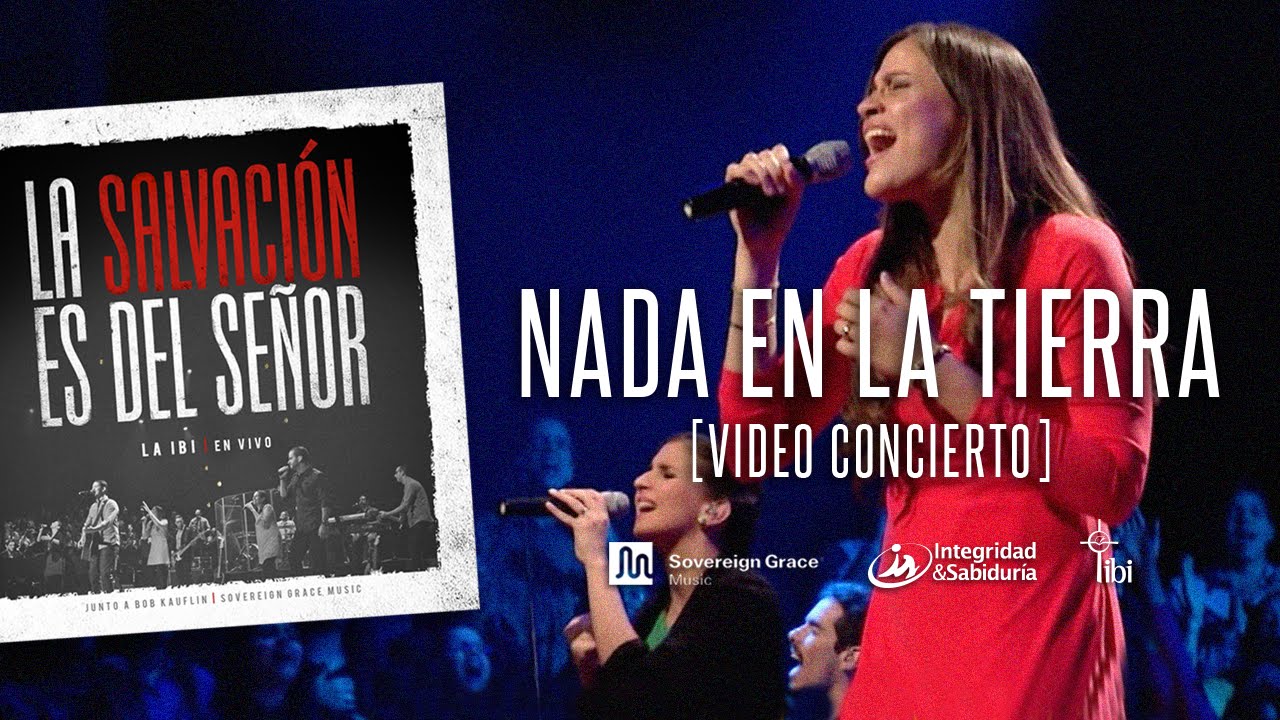 LA SALVACIÓN
ES DEL SEÑOR
LA IBI | EN VIVO
JUNTO A BOB KAUFLIN | SOVEREIGN GRACE MUSIC
NADA EN LA TIERRA
[VIDEO CONCIERTO]
Sovereign Grace
Music
Integridad
&Sabiduría
ibi